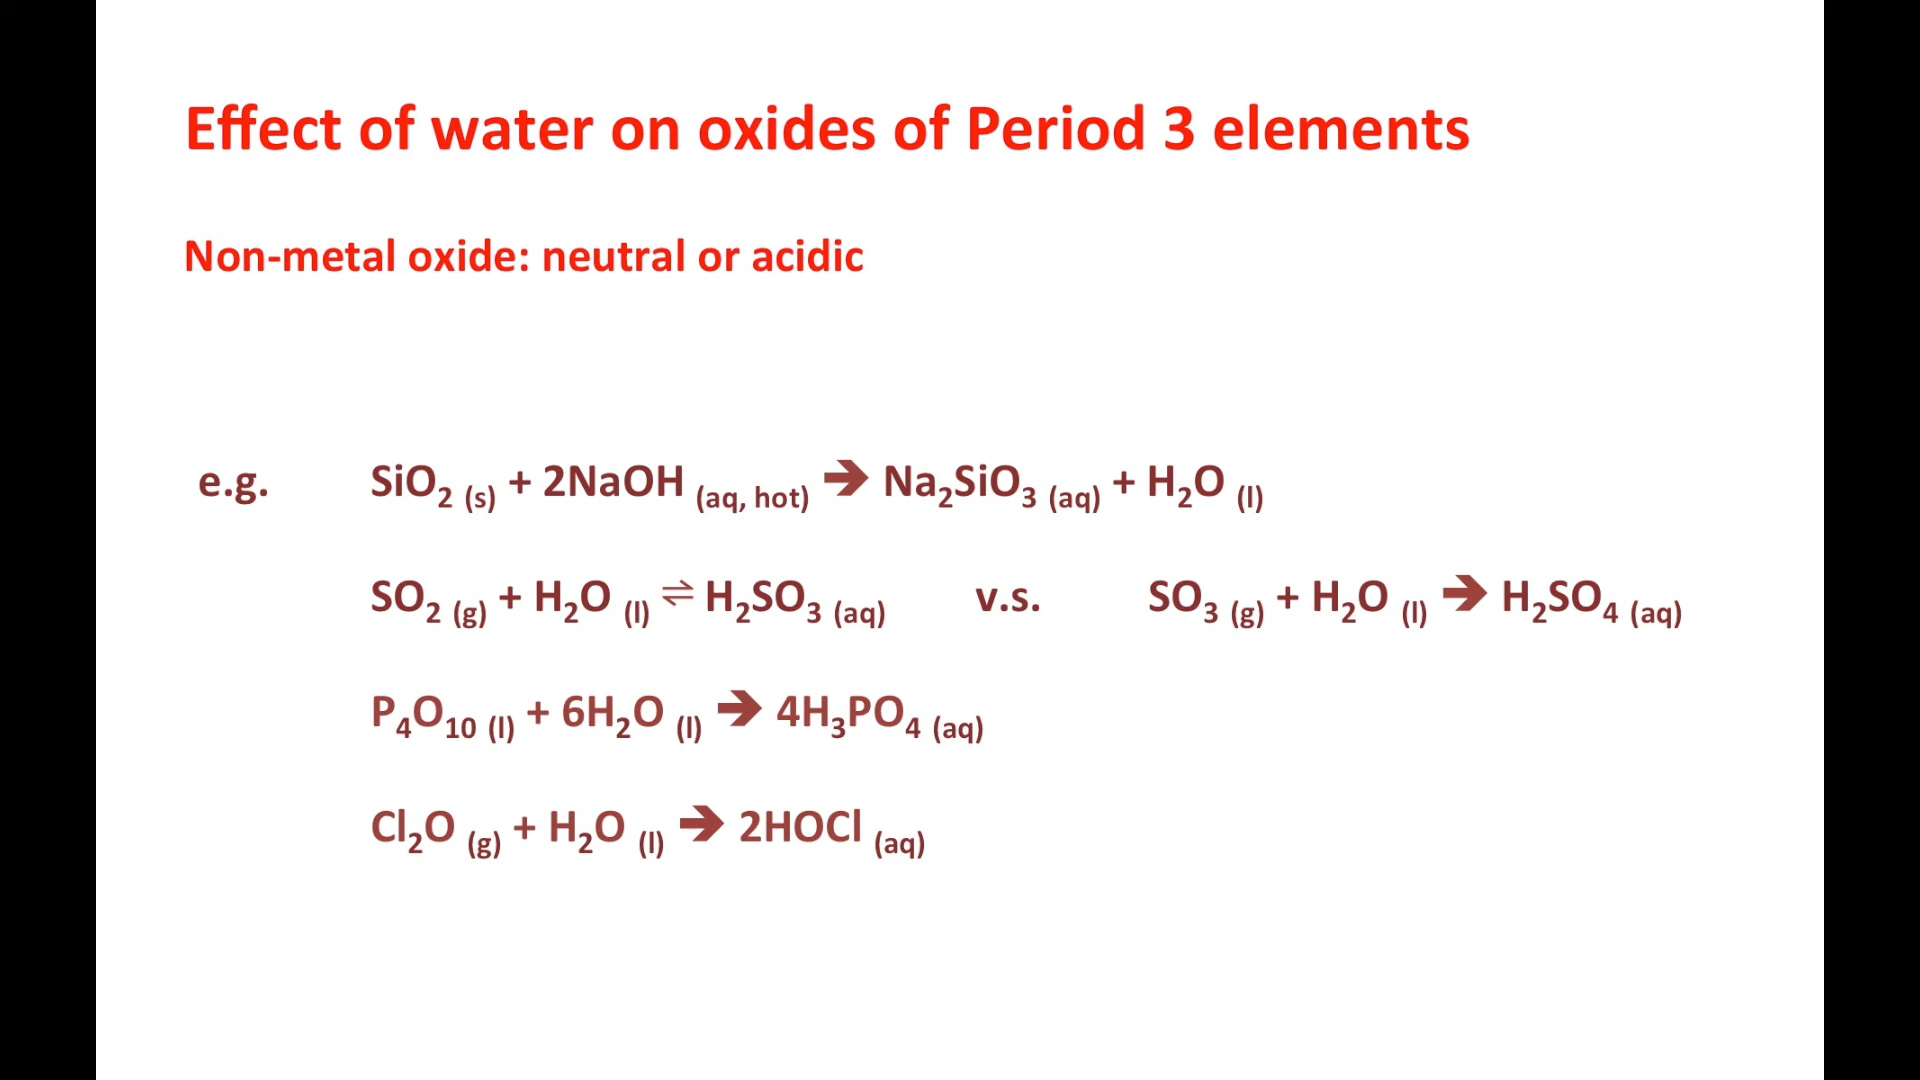 Effect of water on oxides of Period 3 elements
Non-metal oxide: neutral or acidic
e.g. SiO₂ (s) + 2NaOH (aq, hot) ➔ Na₂SiO₃ (aq) + H₂O (l)
SO₂ (g) + H₂O (l) ⇌ H₂SO₃ (aq) v.s. SO₃ (g) + H₂O (l) ➔ H₂SO₄ (aq)
P₄O₁₀ (l) + 6H₂O (l) ➔ 4H₃PO₄ (aq)
Cl₂O (g) + H₂O (l) ➔ 2HOCl (aq)